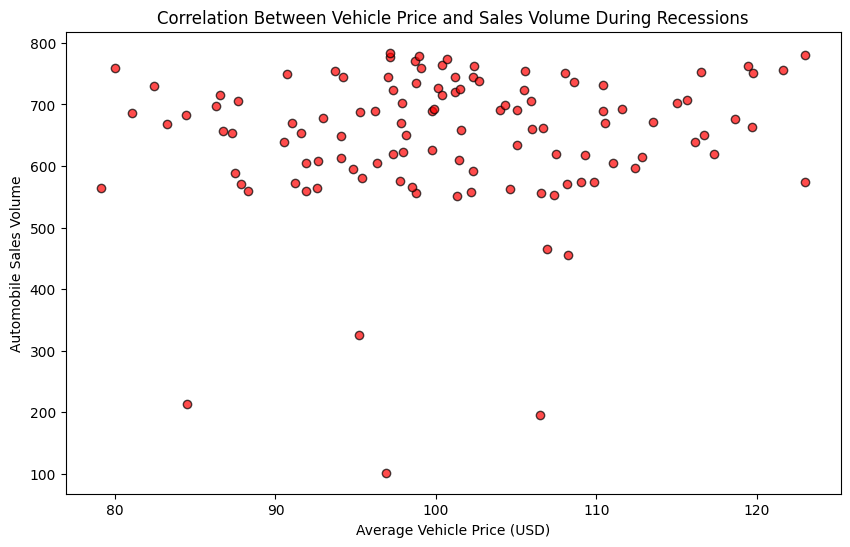 Correlation Between Vehicle Price and Sales Volume During Recessions
Automobile Sales Volume
800
700
600
500
400
300
200
100
80 90 100 110 120
Average Vehicle Price (USD)